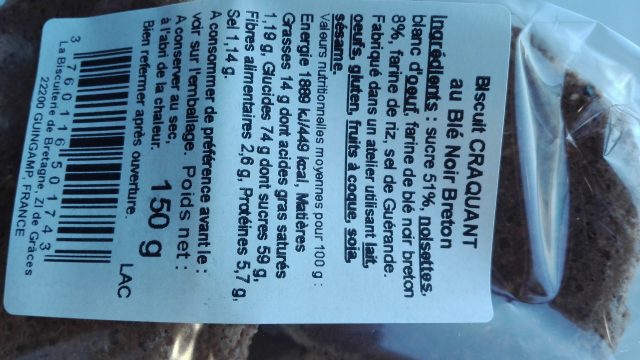 Biscuit CRAQUANT
au Blé Noir Breton
Ingrédients : sucre 51%, noisettes,
blanc d'oeuf, farine de blé noir breton
8%, farine de riz, sel de Guérande.
Fabriqué dans un atelier utilisant lait,
oeufs, gluten, fruits à coque, soja,
sésame.
Valeurs nutritionnelles moyennes pour 100 g :
Energie 1889 kJ/449 kcal, Matières
Grasses 14 g dont acides gras saturés
1,19 g, Glucides 74 g dont sucres 59 g,
Fibres alimentaires 2,6 g, Protéines 5,7 g,
Sel 1,14 g.
A consommer de préférence avant le :
voir sur l'emballage. Poids net :
A conserver au sec,
à l'abri de la chaleur. 150 g
Bien refermer après ouverture.
LAC
3 760116 501743
La Biscuiterie de Bretagne, ZI de Grâces
22200 GUINGAMP, FRANCE